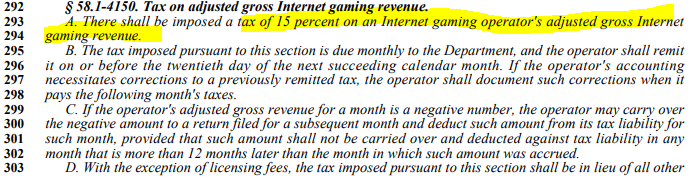 292 § 58.1-4150. Tax on adjusted gross Internet gaming revenue.
293 A. There shall be imposed a tax of 15 percent on an Internet gaming operator's adjusted gross Internet
294 gaming revenue.
295 B. The tax imposed pursuant to this section is due monthly to the Department, and the operator shall remit
296 it on or before the twentieth day of the next succeeding calendar month. If the operator's accounting
297 necessitates corrections to a previously remitted tax, the operator shall document such corrections when it
298 pays the following month's taxes.
299 C. If the operator's adjusted gross revenue for a month is a negative number, the operator may carry over
300 the negative amount to a return filed for a subsequent month and deduct such amount from its tax liability for
301 such month, provided that such amount shall not be carried over and deducted against tax liability in any
302 month that is more than 12 months later than the month in which such amount was accrued.
303 D. With the exception of licensing fees, the tax imposed pursuant to this section shall be in lieu of all other